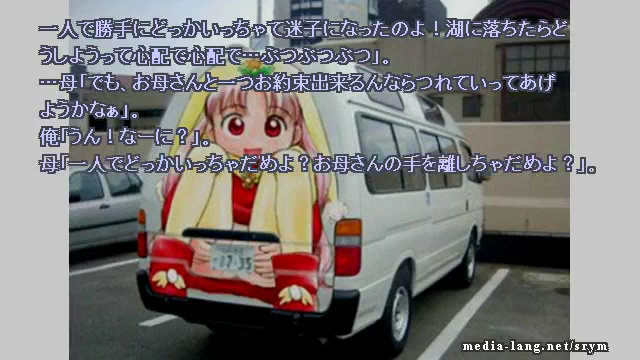 一人で勝手にどっかいっちゃて迷子になったのよ！湖に落ちたらど
うしようって心配で心配で…ぶつぶつぶつ」。
…母「でも、お母さんと一つお約束出来るんならつれていってあげ
ようかなぁ」。
俺「うん！なーに？」。
母「一人でどっかいっちゃだめよ？お母さんの手を離しちゃだめよ？」。
87-35
media-lang.net/srym